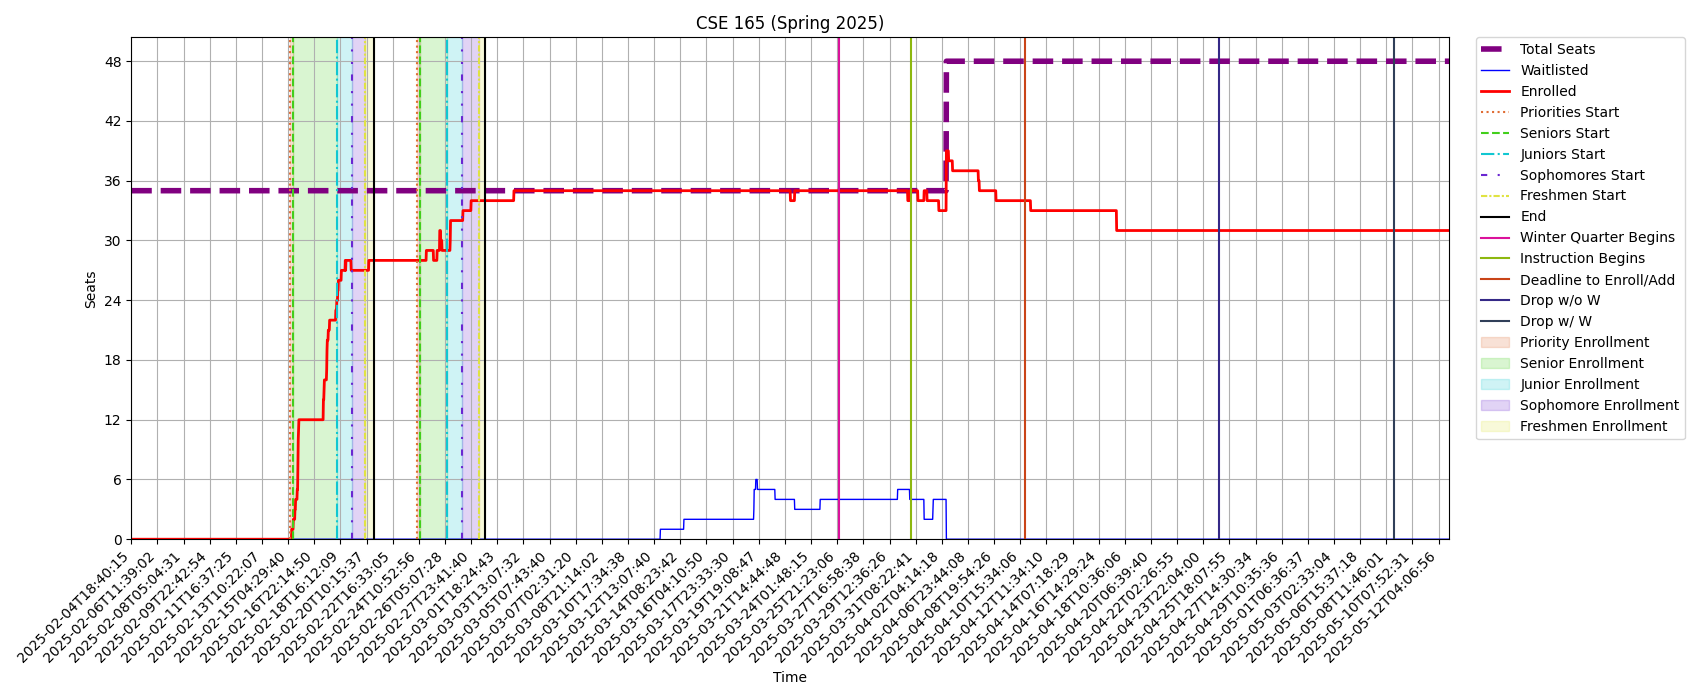 CSE 165 (Spring 2025)
Seats
48
42
36
30
24
18
12
6
0
2025-02-04T18:40:15
2025-02-06T11:39:02
2025-02-08T05:04:31
2025-02-09T22:42:54
2025-02-11T16:37:25
2025-02-13T10:22:07
2025-02-15T04:29:40
2025-02-16T22:14:50
2025-02-18T16:12:09
2025-02-20T10:15:37
2025-02-22T16:33:05
2025-02-24T10:52:56
2025-02-26T05:07:28
2025-02-27T23:41:40
2025-03-01T18:24:43
2025-03-03T13:07:32
2025-03-05T07:43:40
2025-03-07T02:31:20
2025-03-08T21:14:02
2025-03-10T17:34:38
2025-03-12T13:07:40
2025-03-14T08:23:42
2025-03-16T04:10:50
2025-03-17T23:33:30
2025-03-19T19:08:47
2025-03-21T14:44:48
2025-03-24T01:48:15
2025-03-25T21:23:06
2025-03-27T16:58:38
2025-03-29T12:36:26
2025-03-31T08:22:41
2025-04-02T04:14:18
2025-04-06T23:44:08
2025-04-08T19:54:26
2025-04-10T15:34:06
2025-04-12T11:34:10
2025-04-14T07:18:29
2025-04-16T14:29:24
2025-04-18T10:36:06
2025-04-20T06:39:40
2025-04-22T02:26:55
2025-04-23T22:04:00
2025-04-25T18:07:55
2025-04-27T14:30:34
2025-04-29T10:35:36
2025-05-01T06:36:37
2025-05-03T02:33:04
2025-05-06T15:37:18
2025-05-08T11:46:01
2025-05-10T07:52:31
2025-05-12T04:06:56
Time
Total Seats
Waitlisted
Enrolled
Priorities Start
Seniors Start
Juniors Start
Sophomores Start
Freshmen Start
End
Winter Quarter Begins
Instruction Begins
Deadline to Enroll/Add
Drop w/o W
Drop w/ W
Priority Enrollment
Senior Enrollment
Junior Enrollment
Sophomore Enrollment
Freshmen Enrollment